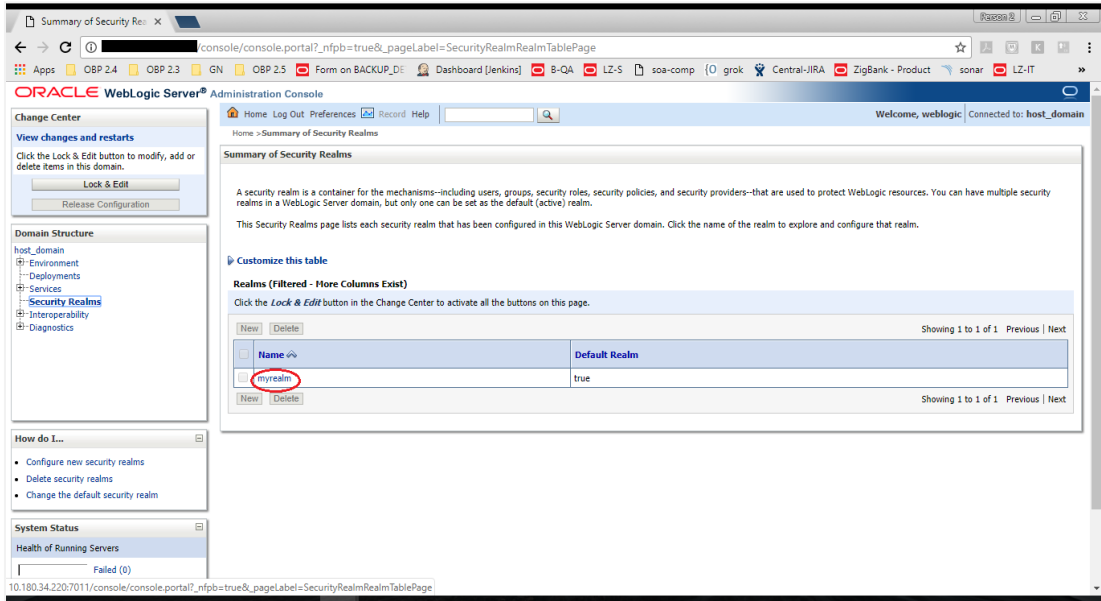 Summary of Security Rea
Person 2
/console/console.portal?_nfpb=true&_pageLabel=SecurityRealmRealmTablePage
Apps OBP 2.4 OBP 2.3 GN OBP 2.5 Form on BACKUP_DE Dashboard [Jenkins] B-QA LZ-S soa-comp grok Central-JIRA ZigBank - Product sonar LZ-IT »
ORACLE WebLogic Server® Administration Console
Change Center
View changes and restarts
Click the Lock & Edit button to modify, add or
delete items in this domain.
Lock & Edit
Release Configuration
Domain Structure
host_domain
Environment
Deployments
Services
Security Realms
Interoperability
Diagnostics
How do I...
Configure new security realms
Delete security realms
Change the default security realm
System Status
Health of Running Servers
Failed (0)
Home Log Out Preferences Record Help
Welcome, weblogic Connected to: host_domain
Home >Summary of Security Realms
Summary of Security Realms
A security realm is a container for the mechanisms--including users, groups, security roles, security policies, and security providers--that are used to protect WebLogic resources. You can have multiple security
realms in a WebLogic Server domain, but only one can be set as the default (active) realm.
This Security Realms page lists each security realm that has been configured in this WebLogic Server domain. Click the name of the realm to explore and configure that realm.
Customize this table
Realms (Filtered - More Columns Exist)
Click the Lock & Edit button in the Change Center to activate all the buttons on this page.
New Delete Showing 1 to 1 of 1 Previous | Next
Name Default Realm
myrealm true
New Delete Showing 1 to 1 of 1 Previous | Next
10.180.34.220:7011/console/console.portal?_nfpb=true&_pageLabel=SecurityRealmRealmTablePage